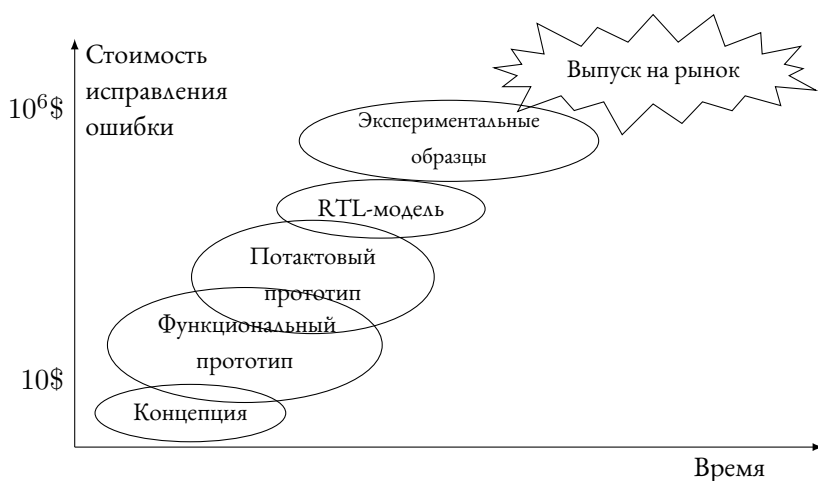 Стоимость
исправления
ошибки
10⁶$
Выпуск на рынок
Экспериментальные
образцы
RTL-модель
Потактовый
прототип
Функциональный
прототип
10$
Концепция
Время